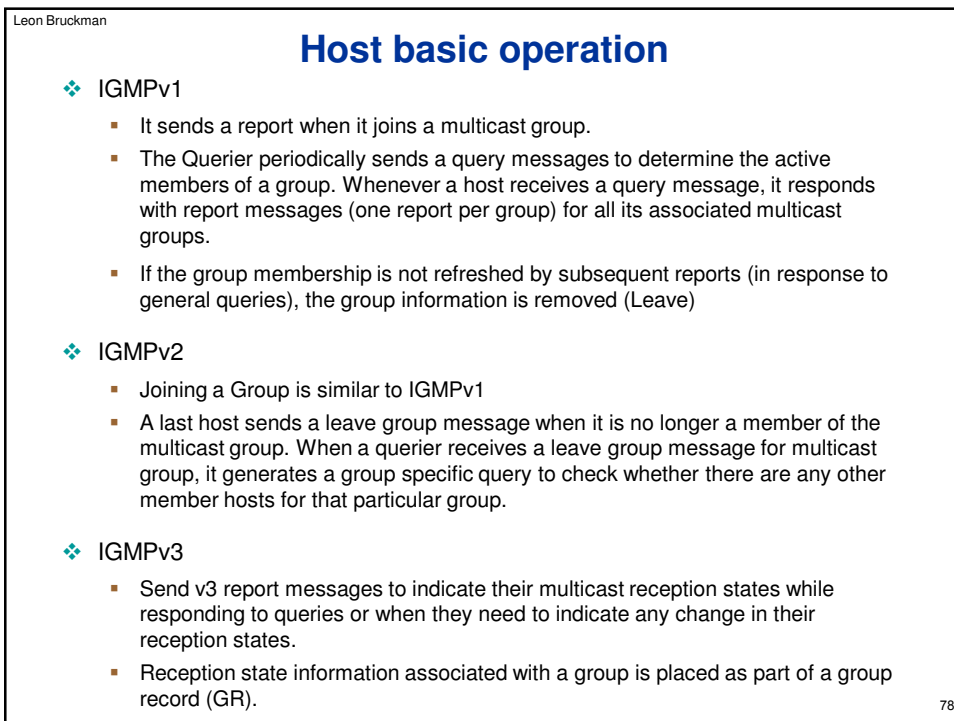 Leon Bruckman
Host basic operation
IGMPv1
It sends a report when it joins a multicast group.
The Querier periodically sends a query messages to determine the active
members of a group. Whenever a host receives a query message, it responds
with report messages (one report per group) for all its associated multicast
groups.
If the group membership is not refreshed by subsequent reports (in response to
general queries), the group information is removed (Leave)
IGMPv2
Joining a Group is similar to IGMPv1
A last host sends a leave group message when it is no longer a member of the
multicast group. When a querier receives a leave group message for multicast
group, it generates a group specific query to check whether there are any other
member hosts for that particular group.
IGMPv3
Send v3 report messages to indicate their multicast reception states while
responding to queries or when they need to indicate any change in their
reception states.
Reception state information associated with a group is placed as part of a group
record (GR).
78